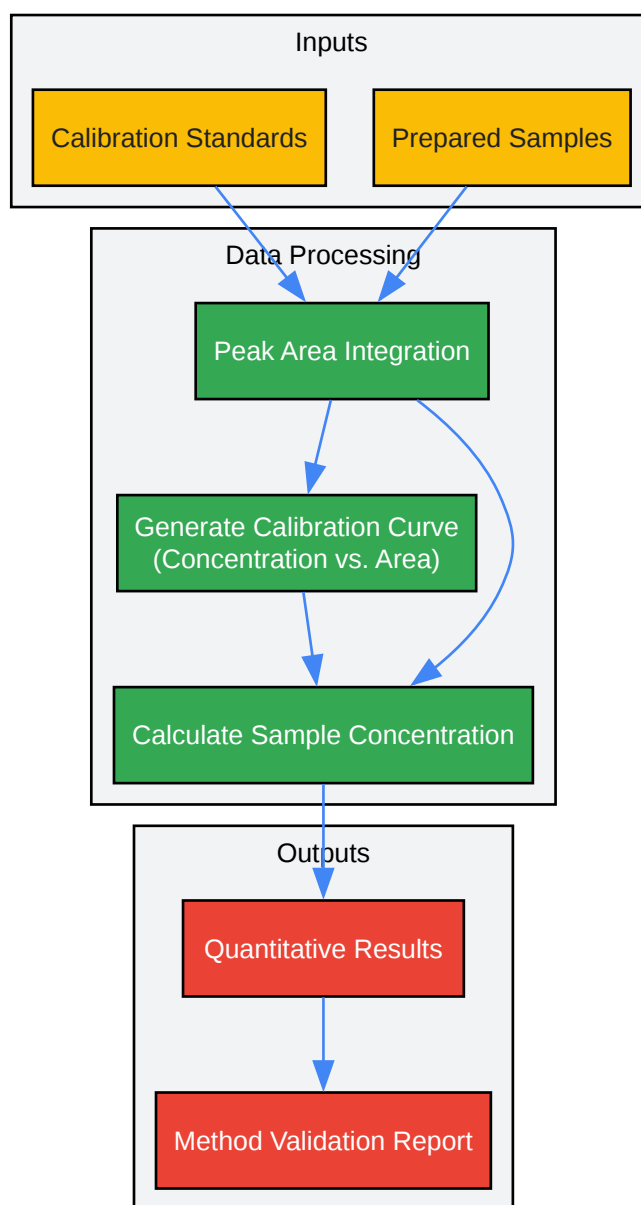 Inputs
Calibration Standards
Prepared Samples
Data Processing
Peak Area Integration
Generate Calibration Curve
(Concentration vs. Area)
Calculate Sample Concentration
Outputs
Quantitative Results
Method Validation Report